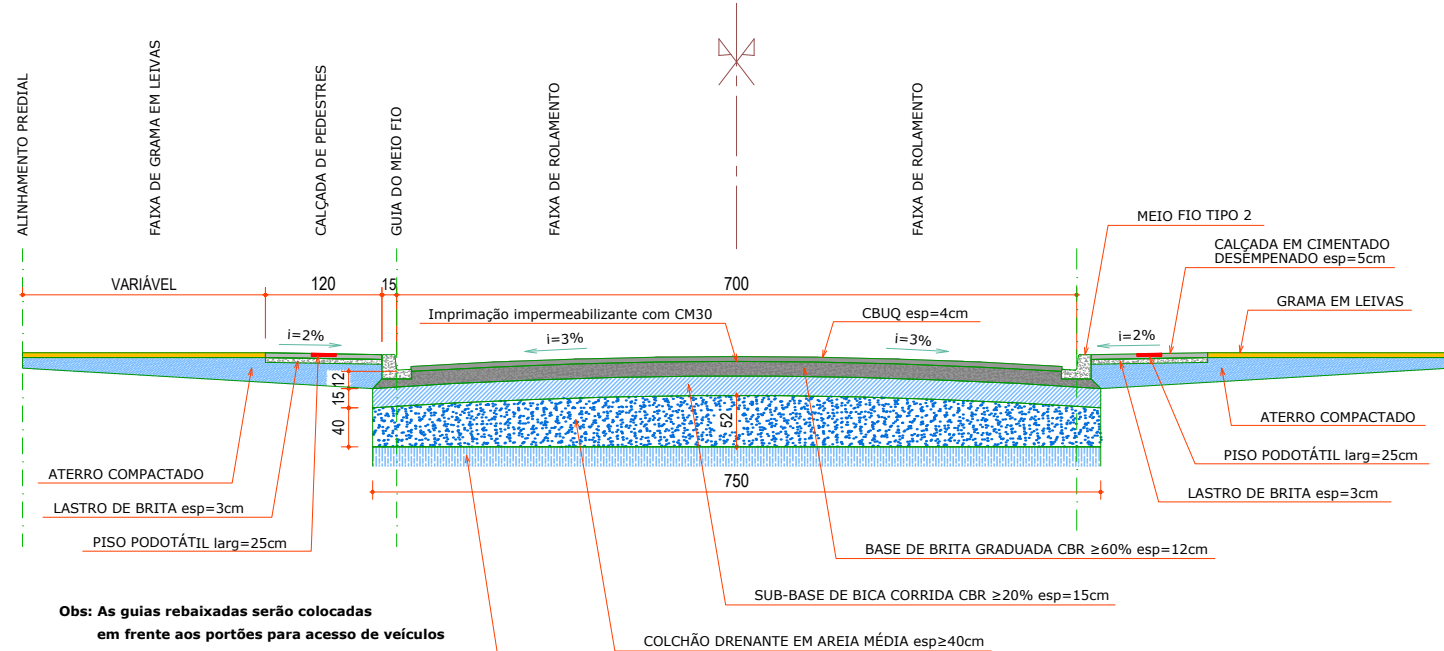 ALINHAMENTO PREDIAL
FAIXA DE GRAMA EM LEIVAS
CALÇADA DE PEDESTRES
GUIA DO MEIO FIO
FAIXA DE ROLAMENTO
FAIXA DE ROLAMENTO
MEIO FIO TIPO 2
CALÇADA EM CIMENTADO
DESEMPENADO esp=5cm
VARIÁVEL
120
15
700
GRAMA EM LEIVAS
Imprimação impermeabilizante com CM30
CBUQ esp=4cm
i=2%
i=3%
i=3%
i=2%
12
15
40
52
ATERRO COMPACTADO
ATERRO COMPACTADO
PISO PODOTÁTIL larg=25cm
750
LASTRO DE BRITA esp=3cm
LASTRO DE BRITA esp=3cm
PISO PODOTÁTIL larg=25cm
BASE DE BRITA GRADUADA CBR ≥60% esp=12cm
SUB-BASE DE BICA CORRIDA CBR ≥20% esp=15cm
Obs: As guias rebaixadas serão colocadas
em frente aos portões para acesso de veículos
COLCHÃO DRENANTE EM AREIA MÉDIA esp≥40cm